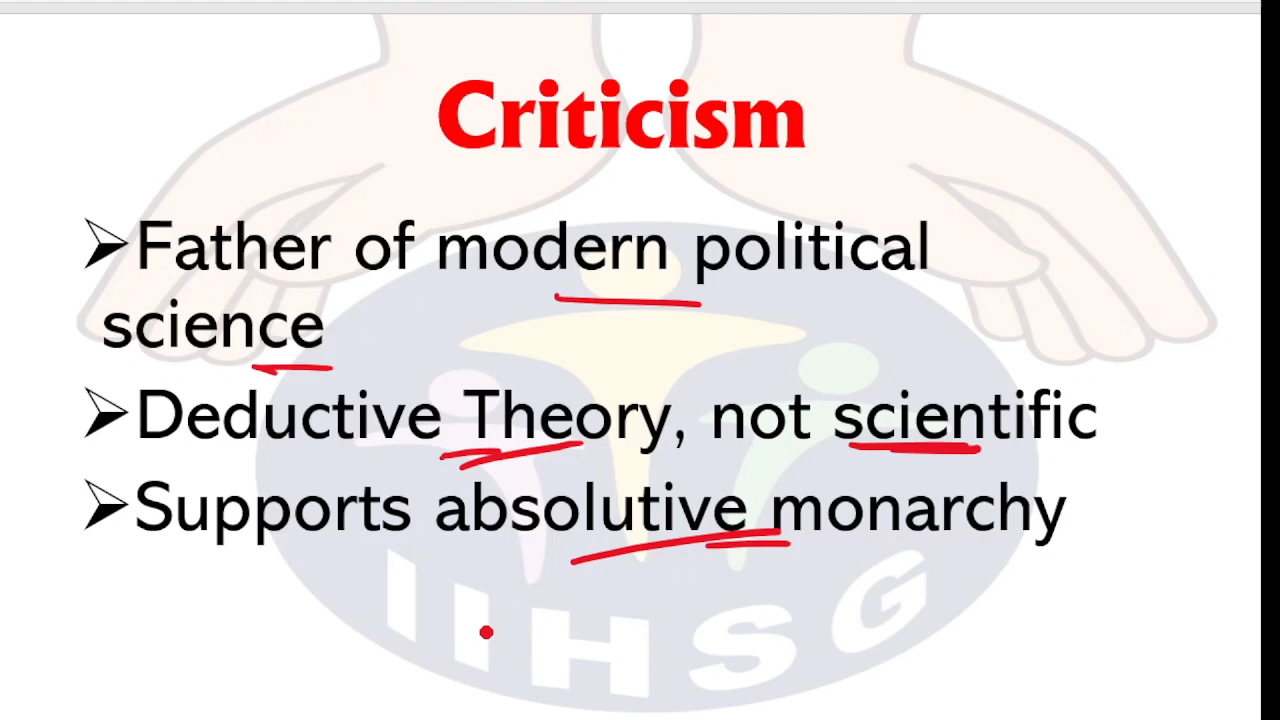 Criticism
➢Father of modern political
science
➢Deductive Theory, not scientific
➢Supports absolutive monarchy
IIHSG